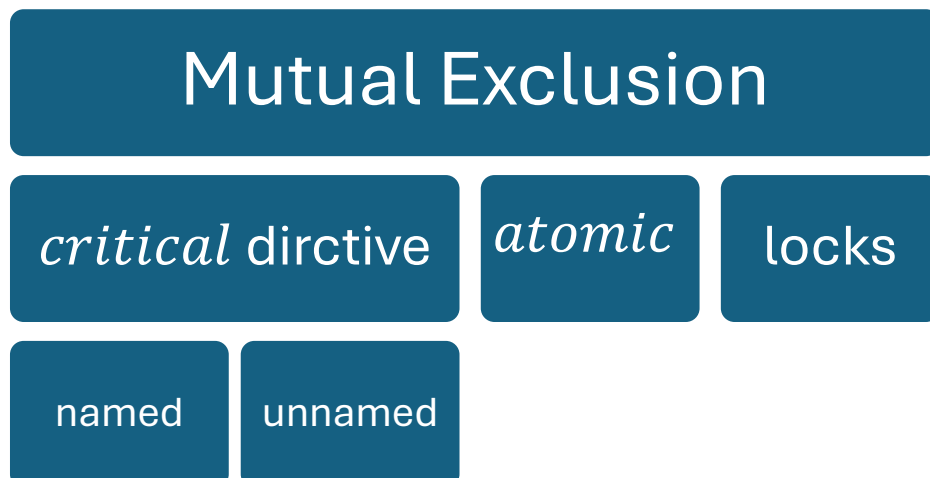 Mutual Exclusion
critical dirctive
atomic
locks
named
unnamed